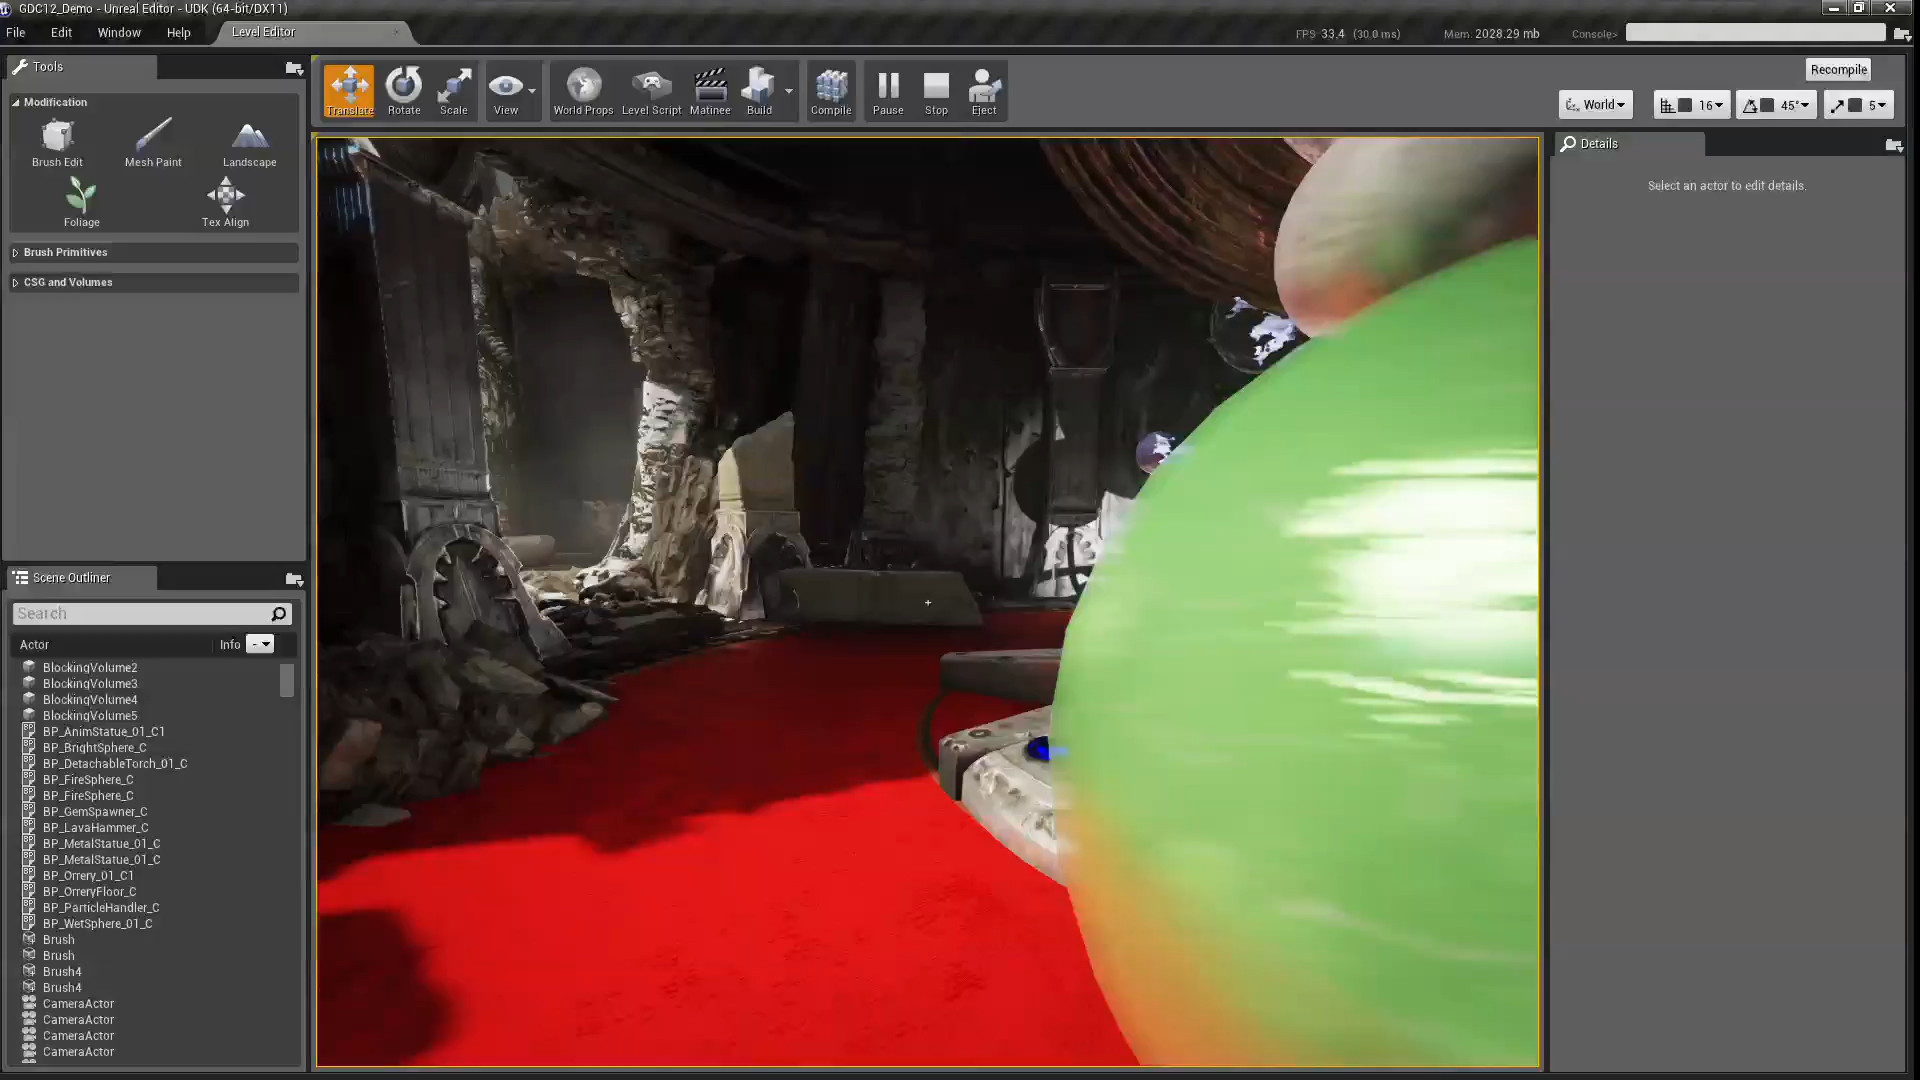 GDC12_Demo - Unreal Editor - UDK (64-bit/DX11)
File Edit Window Help Level Editor
FPS 33.4 (30.0 ms) Mem: 2028.29 mb Console>
Tools
Modification
Brush Edit Mesh Paint Landscape
Foliage Tex Align
Brush Primitives
CSG and Volumes
Translate Rotate Scale View World Props Level Script Matinee Build Compile Pause Stop Eject
Recompile
World 16 45° 5
Details
Select an actor to edit details.
Scene Outliner
Search
Actor Info -
BlockingVolume2
BlockingVolume3
BlockingVolume4
BlockingVolume5
BP_AnimStatue_01_C1
BP_BrightSphere_C
BP_DetachableTorch_01_C
BP_FireSphere_C
BP_FireSphere_C
BP_GemSpawner_C
BP_LavaHammer_C
BP_MetalStatue_01_C
BP_MetalStatue_01_C
BP_Orrery_01_C1
BP_OrreryFloor_C
BP_ParticleHandler_C
BP_WetSphere_01_C
Brush
Brush
Brush4
Brush4
CameraActor
CameraActor
CameraActor
CameraActor